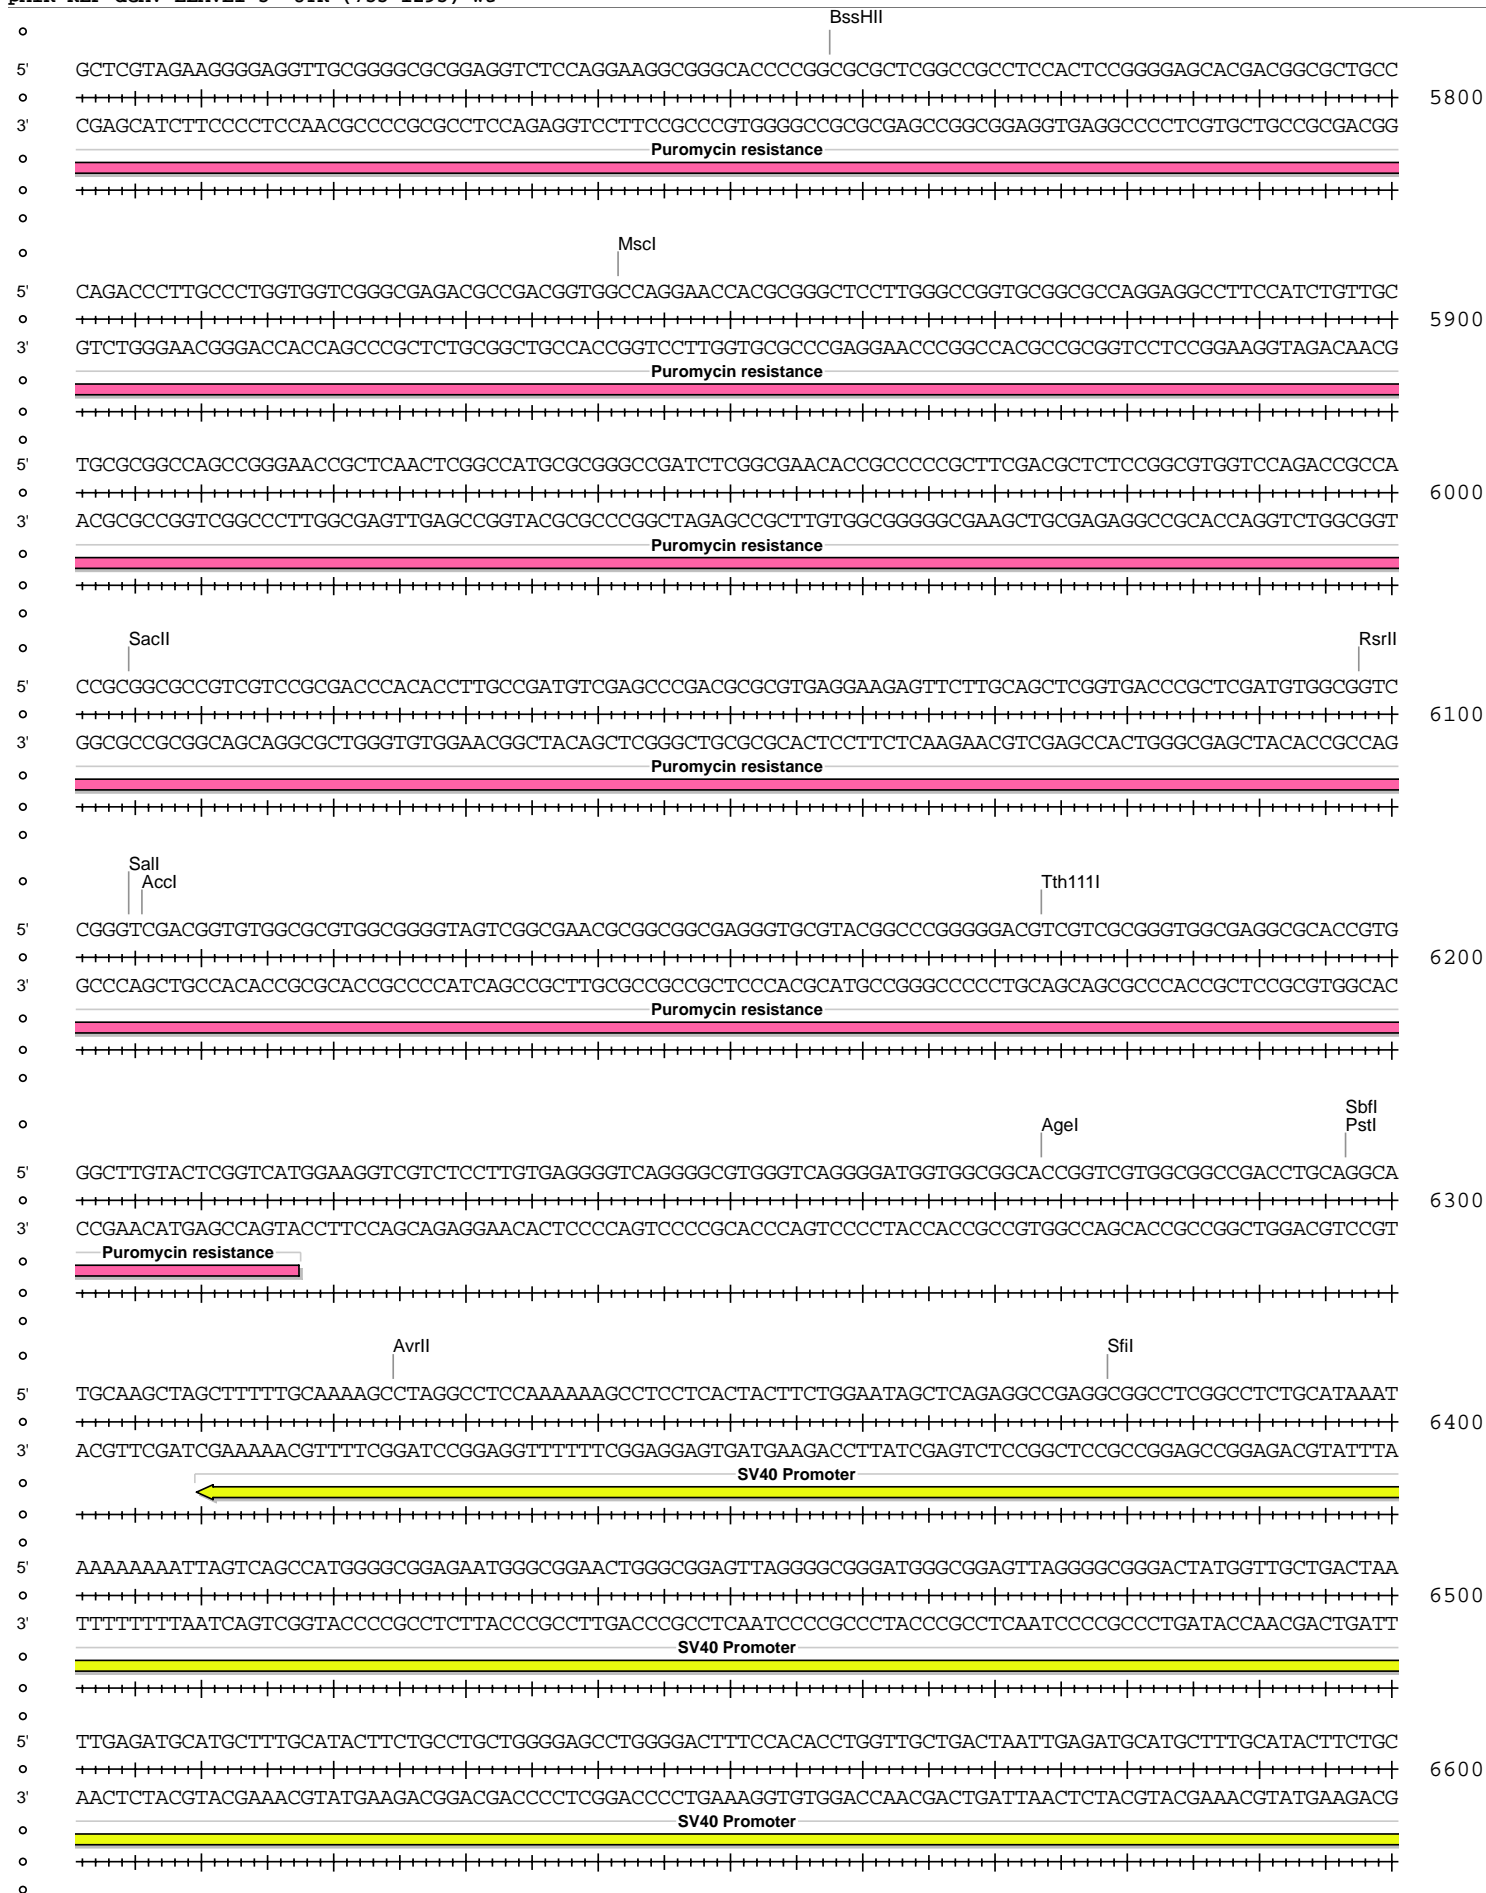 BssHII
5' GCTCGTAGAAGGGGAGGTTGCGGGGCGCGGAGGTCTCCAGGAAGGCGGGCACCCCGGCGCGCTCGGCCGCCTCCACTCCGGGGAGCACGACGGCGCTGCC
5800
3' CGAGCATCTTCCCCTCCAACGCCCCGCGCCTCCAGAGGTCCTTCCGCCCGTGGGGCCGCGCGAGCCGGCGGAGGTGAGGCCCCTCGTGCTGCCGCGACGG
Puromycin resistance
MscI
5' CAGACCCTTGCCCTGGTGGTCGGGCGAGACGCCGACGGTGGCCAGGAACCACGCGGGCTCCTTGGGCCGGTGCGGCGCCAGGAGGCCTTCCATCTGTTGC
5900
3' GTCTGGGAACGGGACCACCAGCCCGCTCTGCGGCTGCCACCGGTCCTTGGTGCGCCCGAGGAACCCGGCCACGCCGCGGTCCTCCGGAAGGTAGACAACG
Puromycin resistance
5' TGCGCGGCCAGCCGGGAACCGCTCAACTCGGCCATGCGCGGGCCGATCTCGGCGAACACCGCCCCCGCTTCGACGCTCTCCGGCGTGGTCCAGACCGCCA
6000
3' ACGCGCCGGTCGGCCCTTGGCGAGTTGAGCCGGTACGCGCCCGGCTAGAGCCGCTTGTGGCGGGGGCGAAGCTGCGAGAGGCCGCACCAGGTCTGGCGGT
Puromycin resistance
SacII RsrII
5' CCGCGGCGCCGTCGTCCGCGACCCACACCTTGCCGATGTCGAGCCCGACGCGCGTGAGGAAGAGTTCTTGCAGCTCGGTGACCCGCTCGATGTGGCGGTC
6100
3' GGCGCCGCGGCAGCAGGCGCTGGGTGTGGAACGGCTACAGCTCGGGCTGCGCGCACTCCTTCTCAAGAACGTCGAGCCACTGGGCGAGCTACACCGCCAG
Puromycin resistance
SalI
AccI Tth111I
5' CGGGTCGACGGTGTGGCGCGTGGCGGGGTAGTCGGCGAACGCGGCGGCGAGGGTGCGTACGGCCCGGGGGACGTCGTCGCGGGTGGCGAGGCGCACCGTG
6200
3' GCCCAGCTGCCACACCGCGCACCGCCCCATCAGCCGCTTGCGCCGCCGCTCCCACGCATGCCGGGCCCCCTGCAGCAGCGCCCACCGCTCCGCGTGGCAC
Puromycin resistance
SbfI
AgeI PstI
5' GGCTTGTACTCGGTCATGGAAGGTCGTCTCCTTGTGAGGGGTCAGGGGCGTGGGTCAGGGGATGGTGGCGGCACCGGTCGTGGCGGCCGACCTGCAGGCA
6300
3' CCGAACATGAGCCAGTACCTTCCAGCAGAGGAACACTCCCCAGTCCCCGCACCCAGTCCCCTACCACCGCCGTGGCCAGCACCGCCGGCTGGACGTCCGT
Puromycin resistance
AvrII SfiI
5' TGCAAGCTAGCTTTTTGCAAAAGCCTAGGCCTCCAAAAAAGCCTCCTCACTACTTCTGGAATAGCTCAGAGGCCGAGGCGGCCTCGGCCTCTGCATAAAT
6400
3' ACGTTCGATCGAAAAACGTTTTCGGATCCGGAGGTTTTTTCGGAGGAGTGATGAAGACCTTATCGAGTCTCCGGCTCCGCCGGAGCCGGAGACGTATTTA
SV40 Promoter
5' AAAAAAAATTAGTCAGCCATGGGGCGGAGAATGGGCGGAACTGGGCGGAGTTAGGGGCGGGATGGGCGGAGTTAGGGGCGGGACTATGGTTGCTGACTAA
6500
3' TTTTTTTTAATCAGTCGGTACCCCGCCTCTTACCCGCCTTGACCCGCCTCAATCCCCGCCCTACCCGCCTCAATCCCCGCCCTGATACCAACGACTGATT
SV40 Promoter
5' TTGAGATGCATGCTTTGCATACTTCTGCCTGCTGGGGAGCCTGGGGACTTTCCACACCTGGTTGCTGACTAATTGAGATGCATGCTTTGCATACTTCTGC
6600
3' AACTCTACGTACGAAACGTATGAAGACGGACGACCCCTCGGACCCCTGAAAGGTGTGGACCAACGACTGATTAACTCTACGTACGAAACGTATGAAGACG
SV40 Promoter